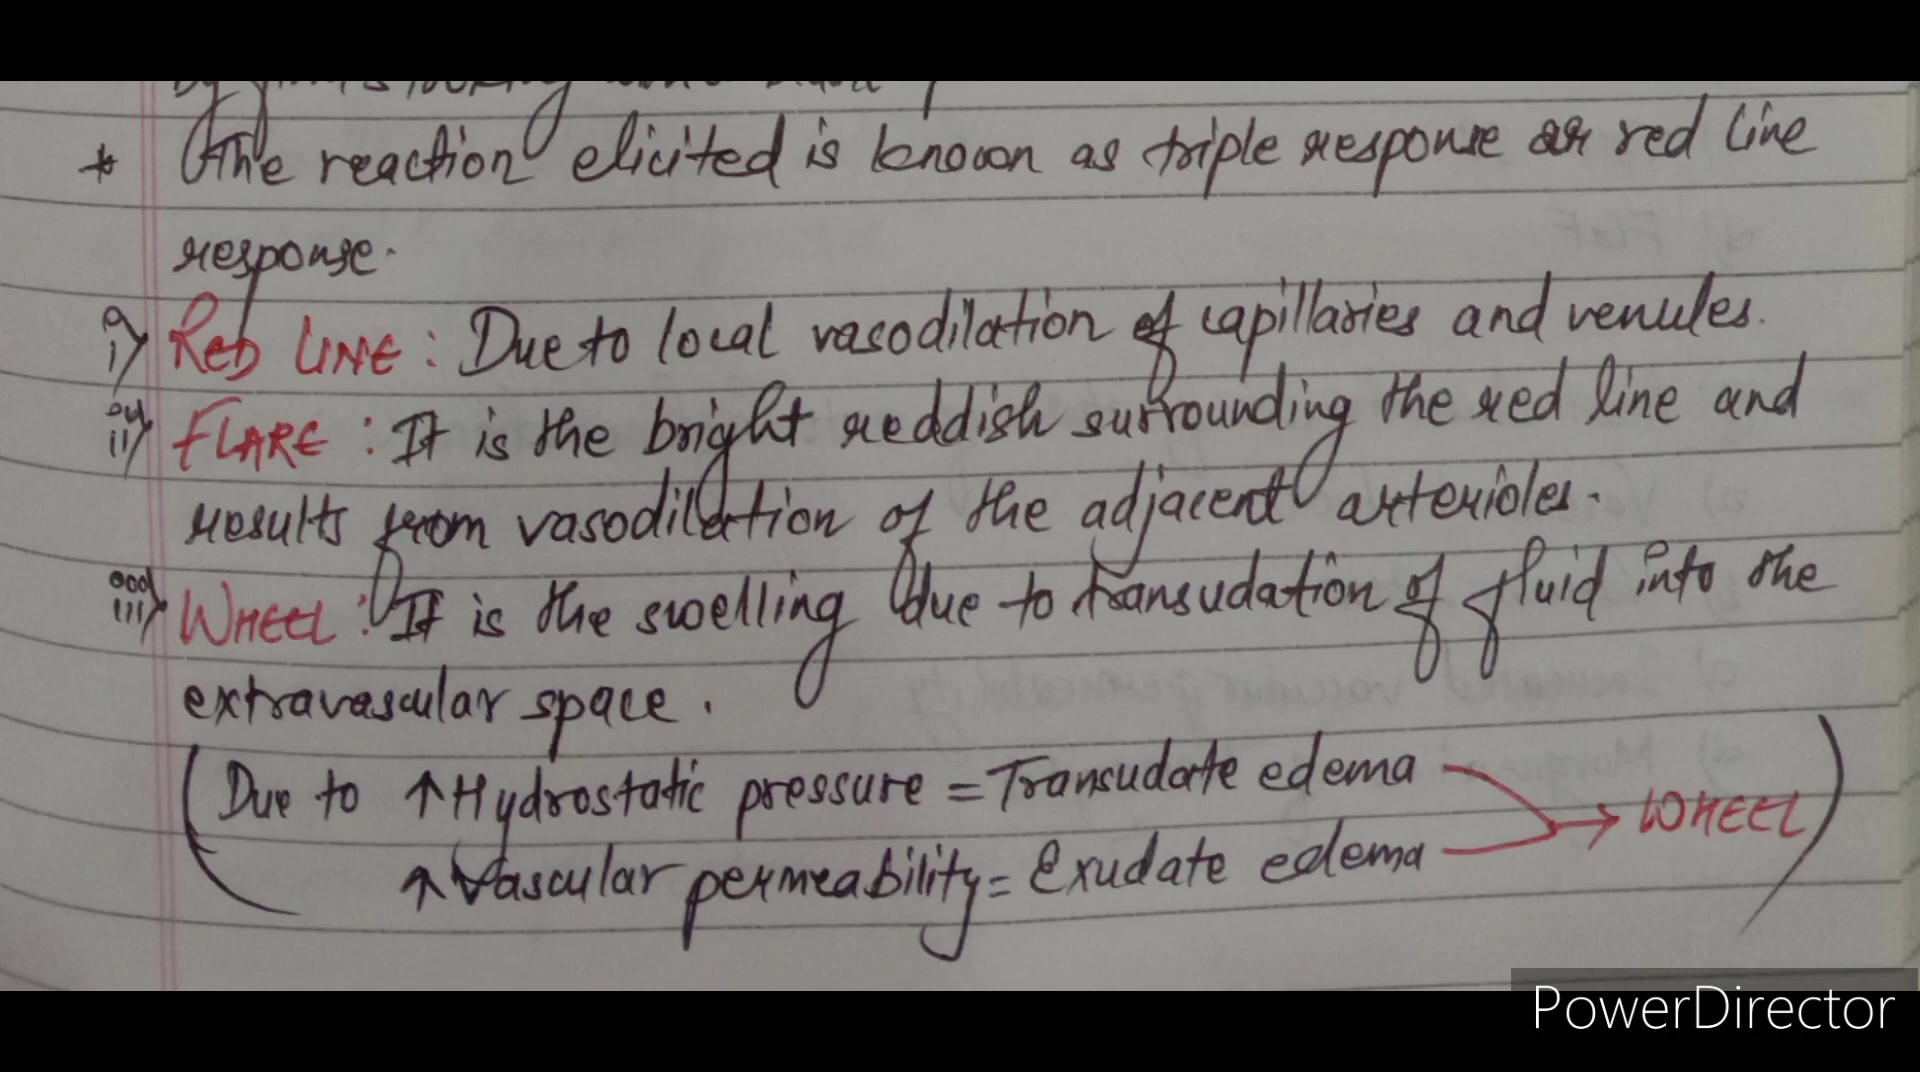 * The reaction elicited is known as triple response or red line
response.
i) RED LINE : Due to local vasodilation of capillaries and venules.
ii) FLARE : It is the bright reddish surrounding the red line and
results from vasodilation of the adjacent arterioles.
iii) WHEEL : It is the swelling due to transudation of fluid into the
extravascular space.
(Due to ↑ Hydrostatic pressure = Transudate edema
↑ Vascular permeability = Exudate edema → WHEEL)
PowerDirector